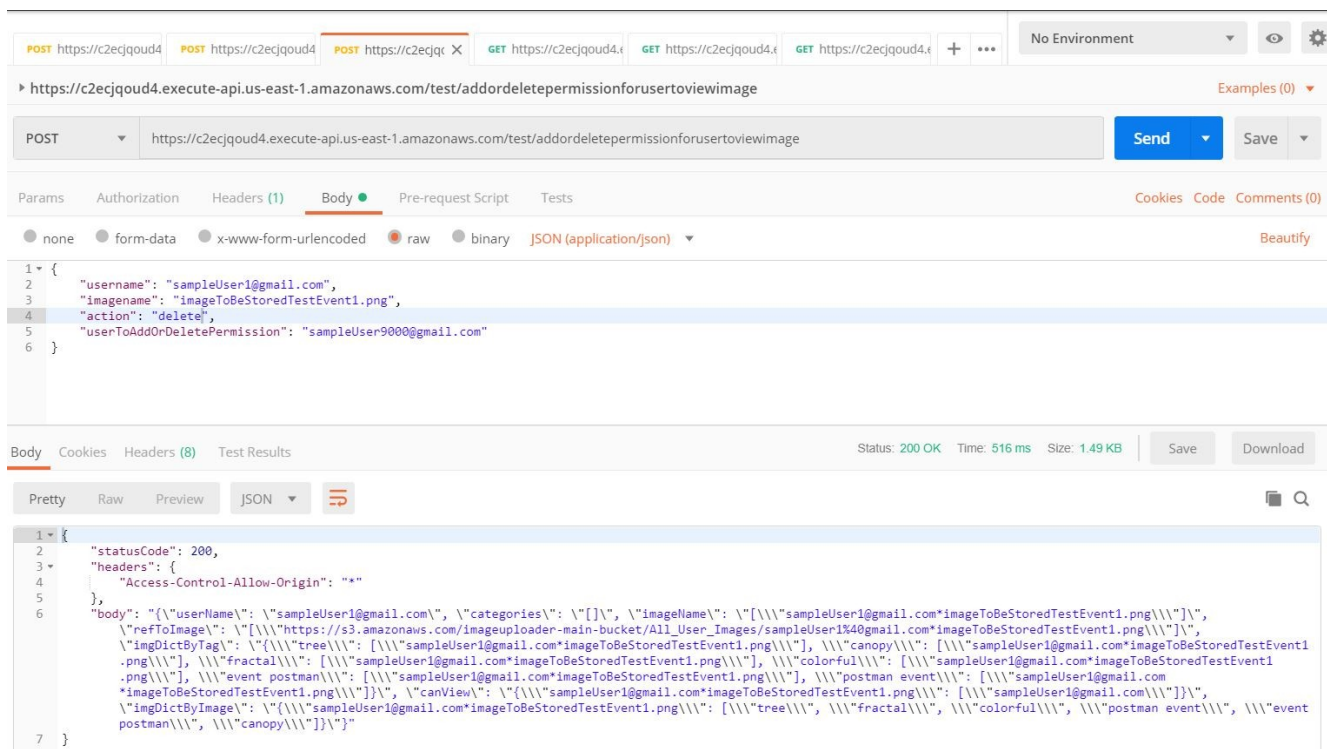 POST https://c2ecjqoud4 POST https://c2ecjqoud4 POST https://c2ecjqc X GET https://c2ecjqoud4.e GET https://c2ecjqoud4.e GET https://c2ecjqoud4.e + ••• No Environment
https://c2ecjqoud4.execute-api.us-east-1.amazonaws.com/test/addordeletepermissionforusertoviewimage Examples (0)
POST https://c2ecjqoud4.execute-api.us-east-1.amazonaws.com/test/addordeletepermissionforusertoviewimage Send Save
Params Authorization Headers (1) Body Pre-request Script Tests Cookies Code Comments (0)
none form-data x-www-form-urlencoded raw binary JSON (application/json) Beautify
1 {
2 "username": "sampleUser1@gmail.com",
3 "imagename": "imageToBeStoredTestEvent1.png",
4 "action": "delete",
5 "userToAddOrDeletePermission": "sampleUser9000@gmail.com"
6 }
Body Cookies Headers (8) Test Results Status: 200 OK Time: 516 ms Size: 1.49 KB Save Download
Pretty Raw Preview JSON
1 {
2 "statusCode": 200,
3 "headers": {
4 "Access-Control-Allow-Origin": "*"
5 },
6 "body": "{\"userName\": \"sampleUser1@gmail.com\", \"categories\": \"[]\", \"imageName\": \"[\\\"sampleUser1@gmail.com*imageToBeStoredTestEvent1.png\\\"]\",
\"refToImage\": \"[\\\"https://s3.amazonaws.com/imageuploader-main-bucket/All_User_Images/sampleUser1%40gmail.com*imageToBeStoredTestEvent1.png\\\"]\",
\"imgDictByTag\": \"{\\\"tree\\\": [\\\"sampleUser1@gmail.com*imageToBeStoredTestEvent1.png\\\"], \\\"canopy\\\": [\\\"sampleUser1@gmail.com*imageToBeStoredTestEvent1
.png\\\"], \\\"fractal\\\": [\\\"sampleUser1@gmail.com*imageToBeStoredTestEvent1.png\\\"], \\\"colorful\\\": [\\\"sampleUser1@gmail.com*imageToBeStoredTestEvent1
.png\\\"], \\\"event postman\\\": [\\\"sampleUser1@gmail.com*imageToBeStoredTestEvent1.png\\\"], \\\"postman event\\\": [\\\"sampleUser1@gmail.com
*imageToBeStoredTestEvent1.png\\\"]}\", \"canView\": \"{\\\"sampleUser1@gmail.com*imageToBeStoredTestEvent1.png\\\": [\\\"sampleUser1@gmail.com\\\"]}\",
\"imgDictByImage\": \"{\\\"sampleUser1@gmail.com*imageToBeStoredTestEvent1.png\\\": [\\\"tree\\\", \\\"fractal\\\", \\\"colorful\\\", \\\"postman event\\\", \\\"event
postman\\\", \\\"canopy\\\"]}\"}"
7 }